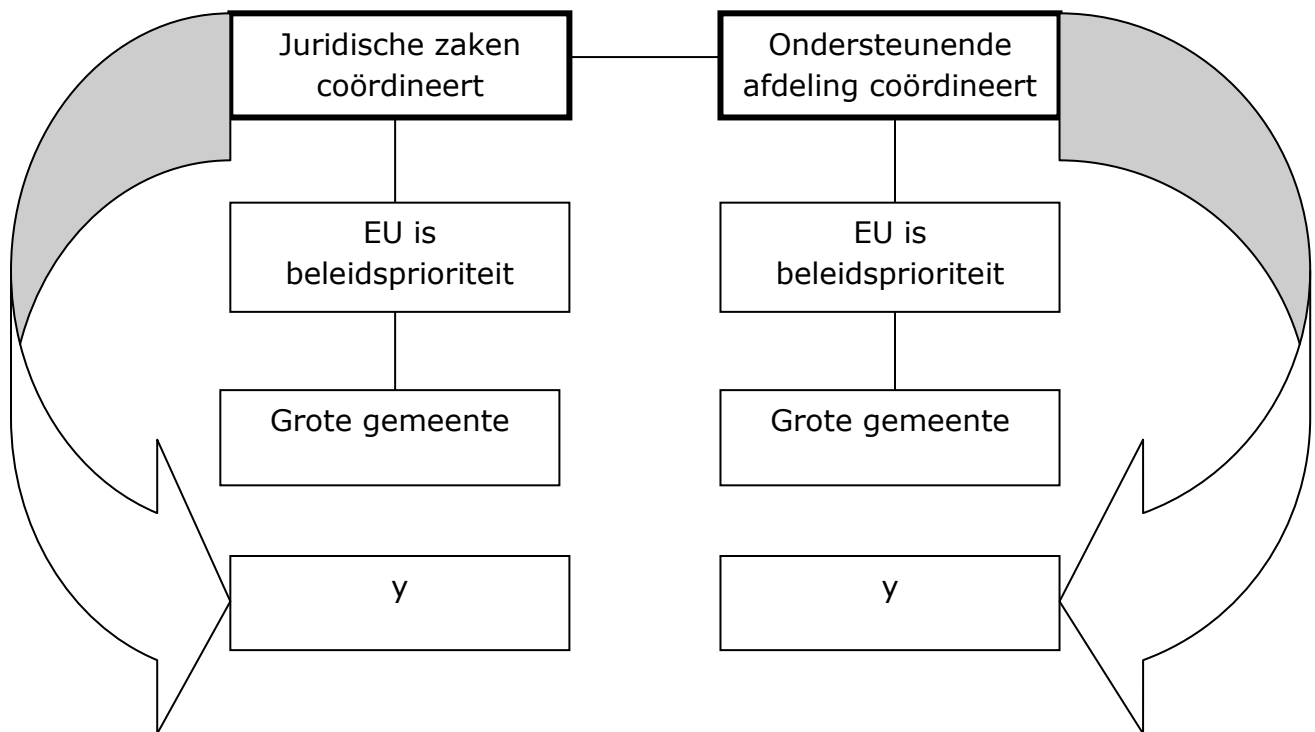 Juridische zaken
coördineert
Ondersteunende
afdeling coördineert
EU is
beleidsprioriteit
EU is
beleidsprioriteit
Grote gemeente
Grote gemeente
y
y